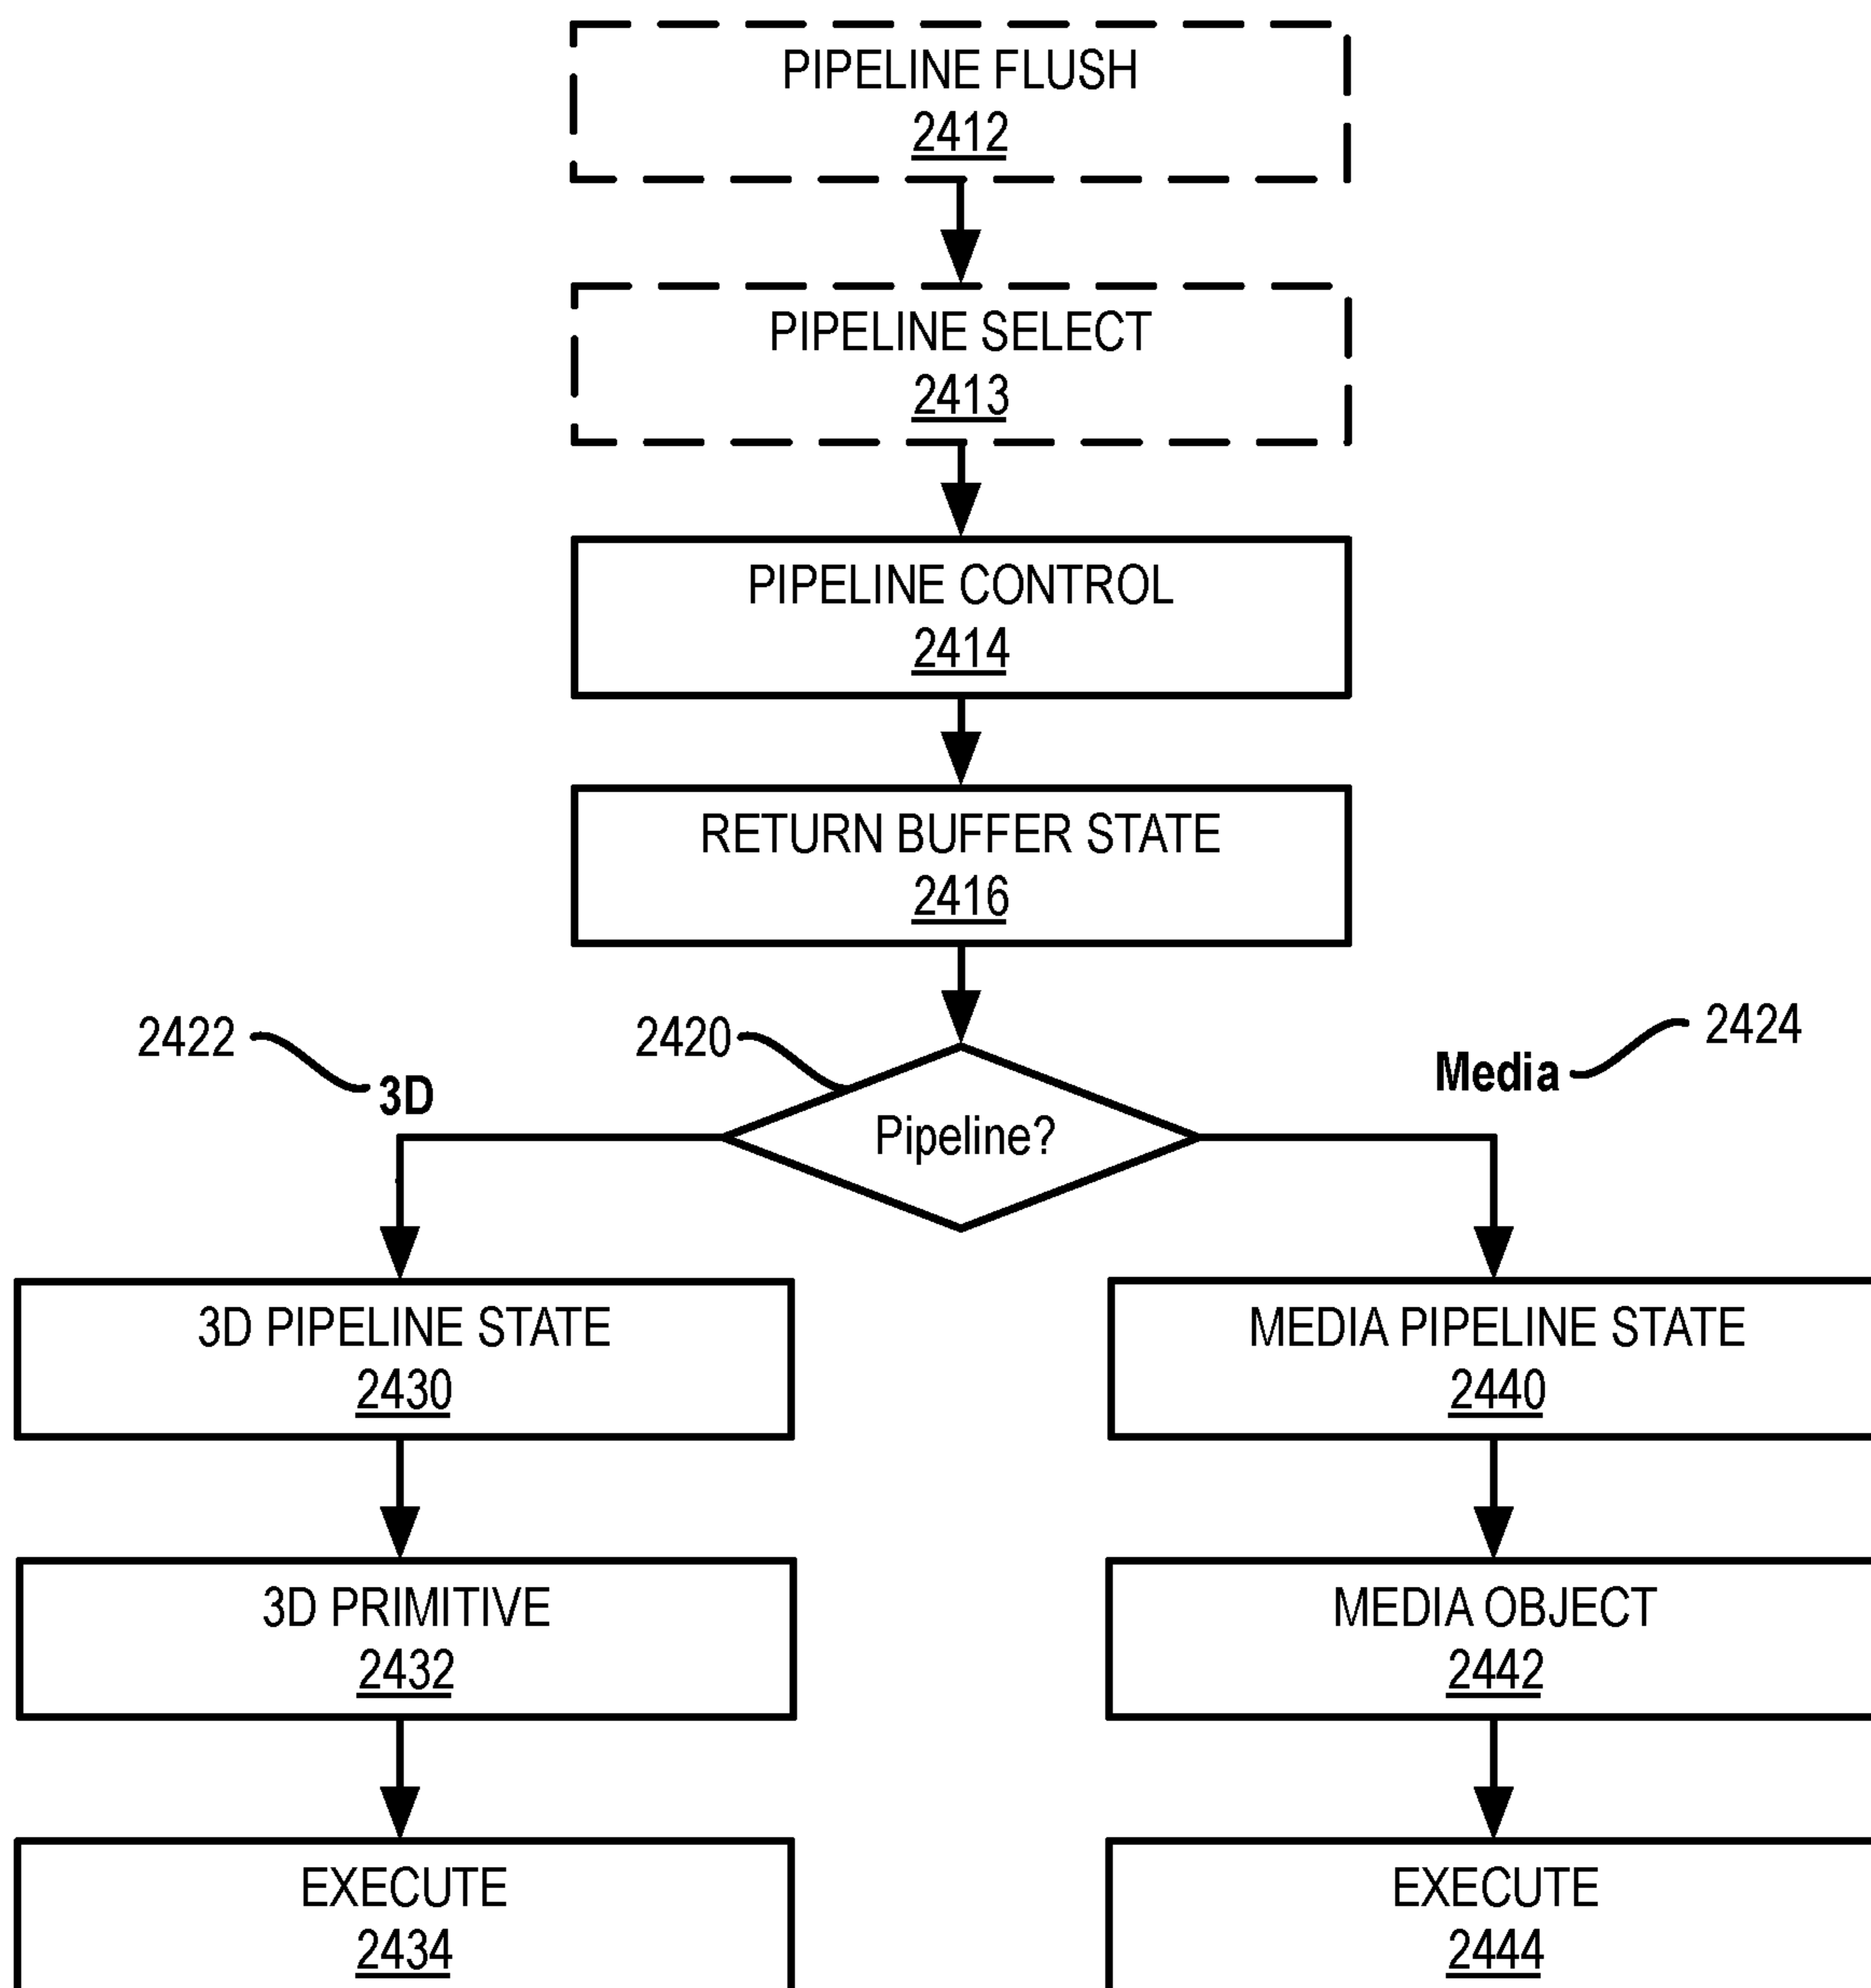 PIPELINE FLUSH
2412
PIPELINE SELECT
2413
PIPELINE CONTROL
2414
RETURN BUFFER STATE
2416
2422
3D
2420
Pipeline?
Media
2424
3D PIPELINE STATE
2430
MEDIA PIPELINE STATE
2440
3D PRIMITIVE
2432
MEDIA OBJECT
2442
EXECUTE
2434
EXECUTE
2444